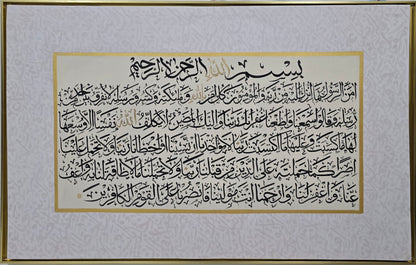 بسم الله الرحمن الرحيم
آمن الرسول بما أنزل إليه من ربه والمؤمنون كل آمن بالله وملائكته وكتبه ورسله لا نفرق بين أحد من
رسله وقالوا سمعنا وأطعنا غفرانك ربنا وإليك المصير لا يكلف الله نفسا إلا وسعها
لها ما كسبت وعليها ما اكتسبت ربنا لا تؤاخذنا إن نسينا أو أخطأنا ربنا ولا تحمل علينا
إصرا كما حملته على الذين من قبلنا ربنا ولا تحملنا ما لا طاقة لنا به واعف
عنا واغفر لنا وارحمنا أنت مولانا فانصرنا على القوم الكافرين